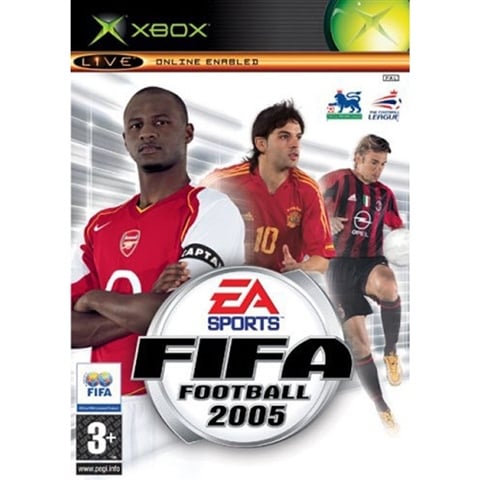 XBOX
LIVE
ONLINE ENABLED
PAL
THE FOOTBALL
LEAGUE
10
CAPTAIN
OPEL
EA
SPORTS
FIFA
FOOTBALL
2005
FIFA
3+
www.pegi.info